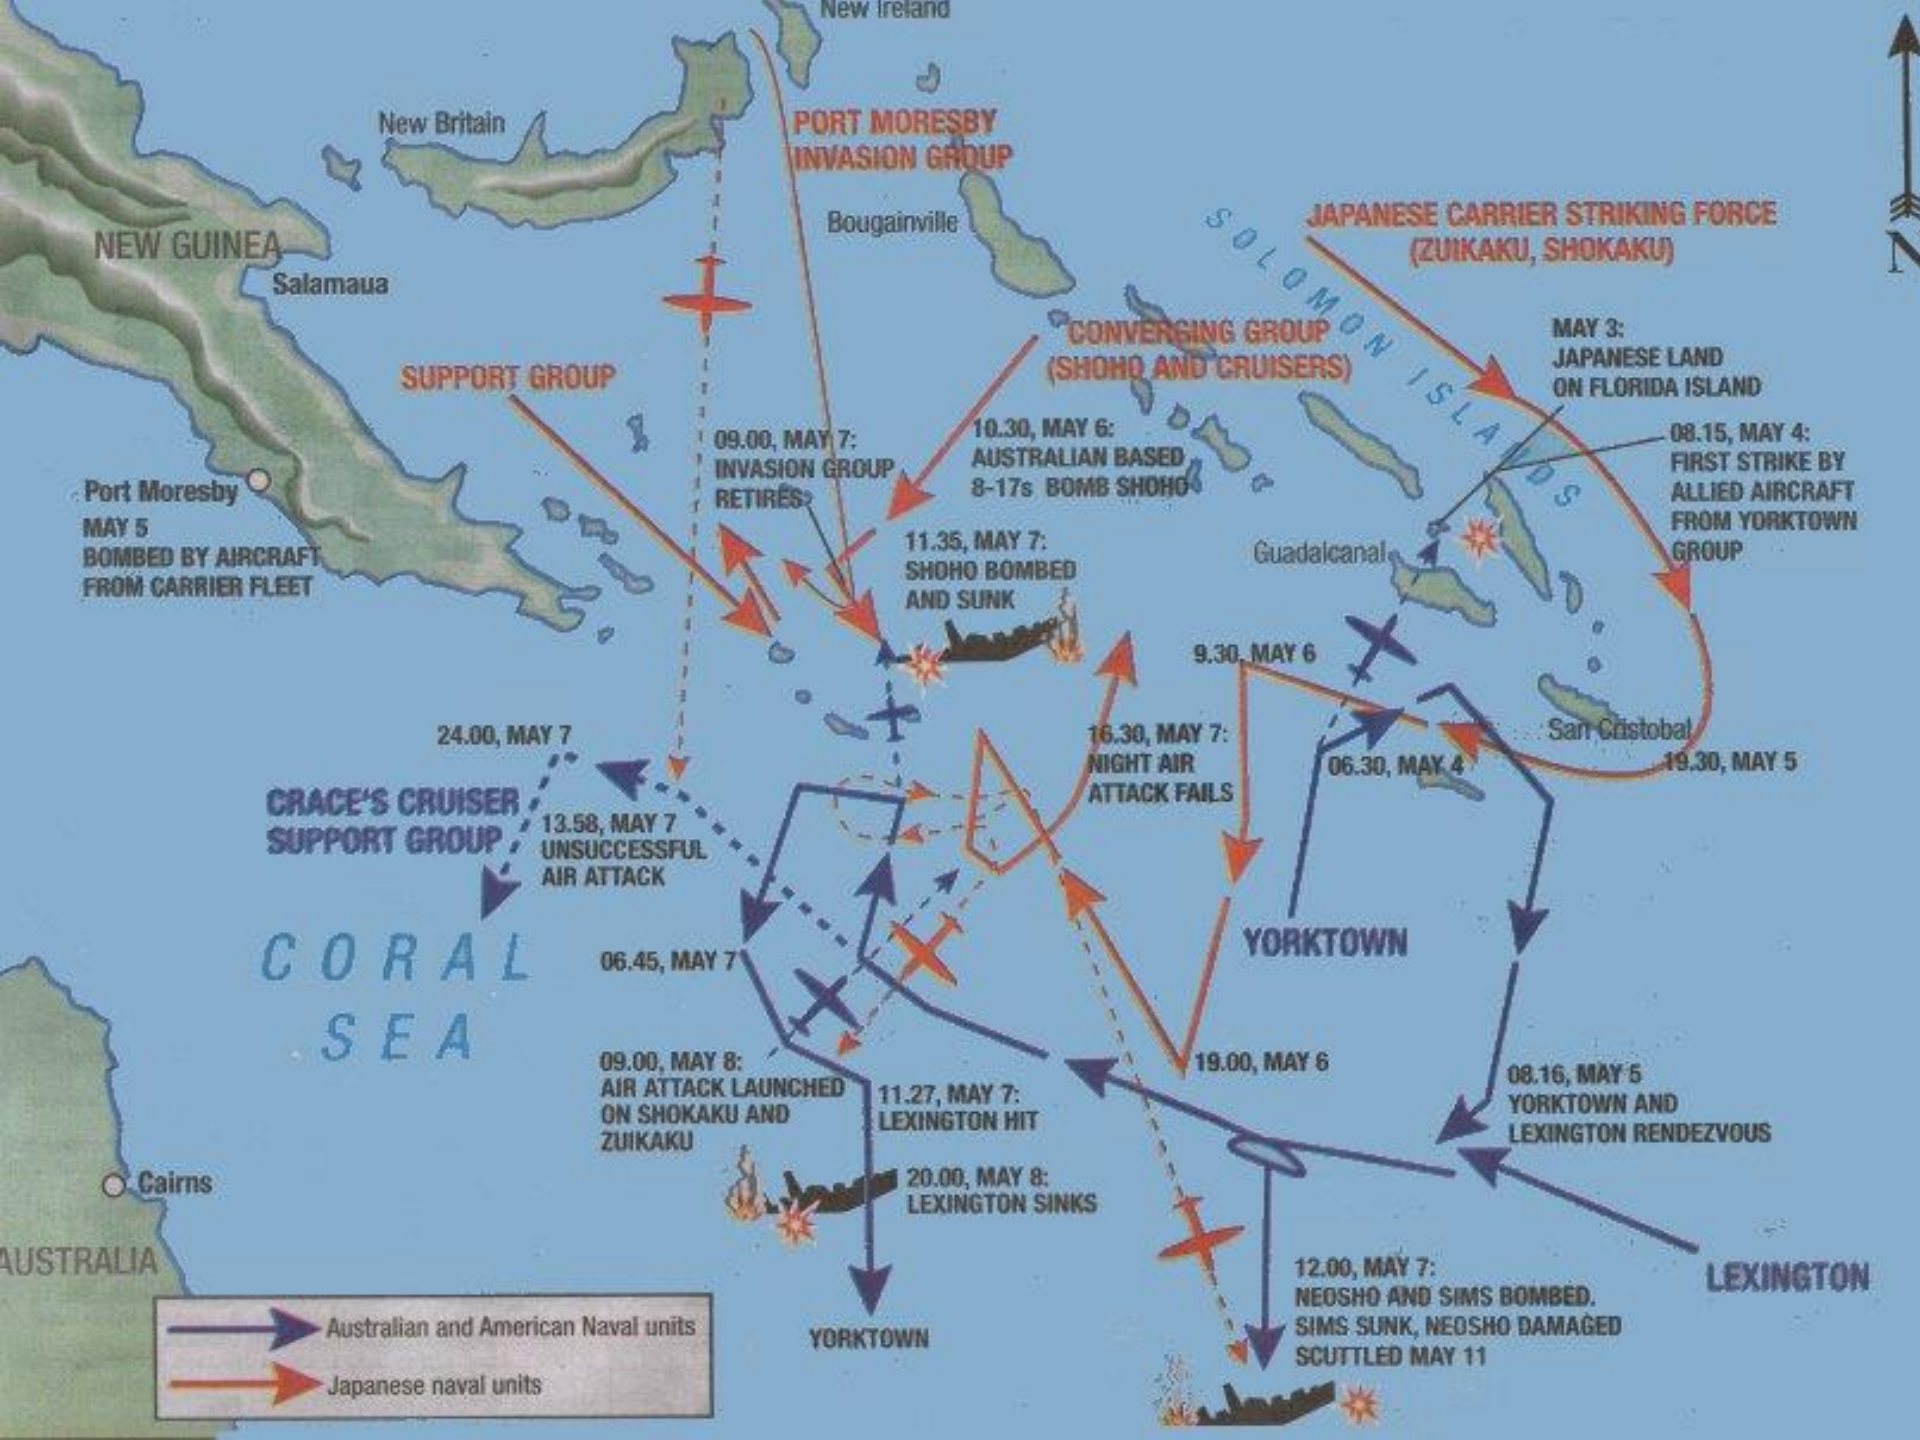 New Ireland
New Britain
PORT MORESBY
INVASION GROUP
Bougainville
SOLOMON ISLANDS
JAPANESE CARRIER STRIKING FORCE
(ZUIKAKU, SHOKAKU)
N
NEW GUINEA
Salamaua
CONVERGING GROUP
(SHOHO AND CRUISERS)
MAY 3:
JAPANESE LAND
ON FLORIDA ISLAND
SUPPORT GROUP
09.00, MAY 7:
INVASION GROUP
RETIRES
10.30, MAY 6:
AUSTRALIAN BASED
8-17s BOMB SHOHO
08.15, MAY 4:
FIRST STRIKE BY
ALLIED AIRCRAFT
FROM YORKTOWN
GROUP
Port Moresby
MAY 5
BOMBED BY AIRCRAFT
FROM CARRIER FLEET
11.35, MAY 7:
SHOHO BOMBED
AND SUNK
Guadalcanal
9.30, MAY 6
San Cristobal
19.30, MAY 5
06.30, MAY 4
16.30, MAY 7:
NIGHT AIR
ATTACK FAILS
24.00, MAY 7
CRACE'S CRUISER
SUPPORT GROUP
13.58, MAY 7
UNSUCCESSFUL
AIR ATTACK
YORKTOWN
CORAL
SEA
06.45, MAY 7
09.00, MAY 8:
AIR ATTACK LAUNCHED
ON SHOKAKU AND
ZUIKAKU
11.27, MAY 7:
LEXINGTON HIT
19.00, MAY 6
08.16, MAY 5
YORKTOWN AND
LEXINGTON RENDEZVOUS
Cairns
20.00, MAY 8:
LEXINGTON SINKS
AUSTRALIA
12.00, MAY 7:
NEOSHO AND SIMS BOMBED.
SIMS SUNK, NEOSHO DAMAGED
SCUTTLED MAY 11
LEXINGTON
YORKTOWN
Australian and American Naval units
Japanese naval units